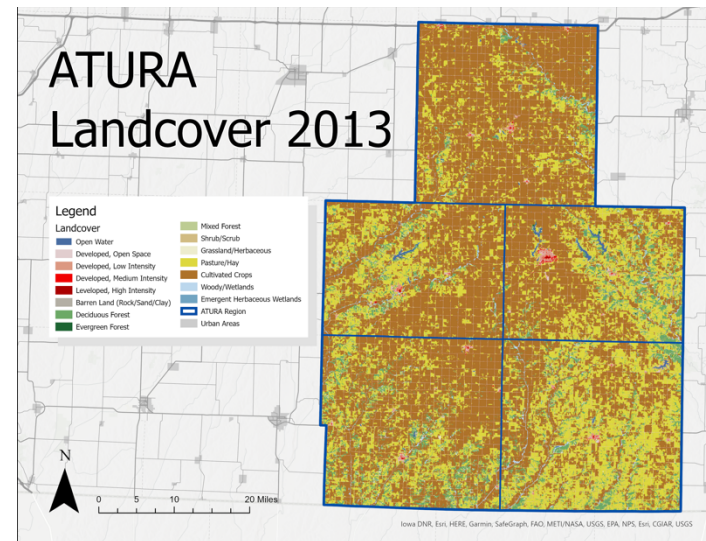 ATURA
Landcover 2013
Legend
Landcover
Open Water
Developed, Open Space
Developed, Low Intensity
Developed, Medium Intensity
Leveloped, High Intensity
Barren Land (Rock/Sand/Clay)
Deciduous Forest
Evergreen Forest
Mixed Forest
Shrub/Scrub
Grassland/Herbaceous
Pasture/Hay
Cultivated Crops
Woody/Wetlands
Emergent Herbaceous Wetlands
ATURA Region
Urban Areas
N
0 5 10 20 Miles
Iowa DNR, Esri, HERE, Garmin, SafeGraph, FAO, METI/NASA, USGS, EPA, NPS, Esri, CGIAR, USGS